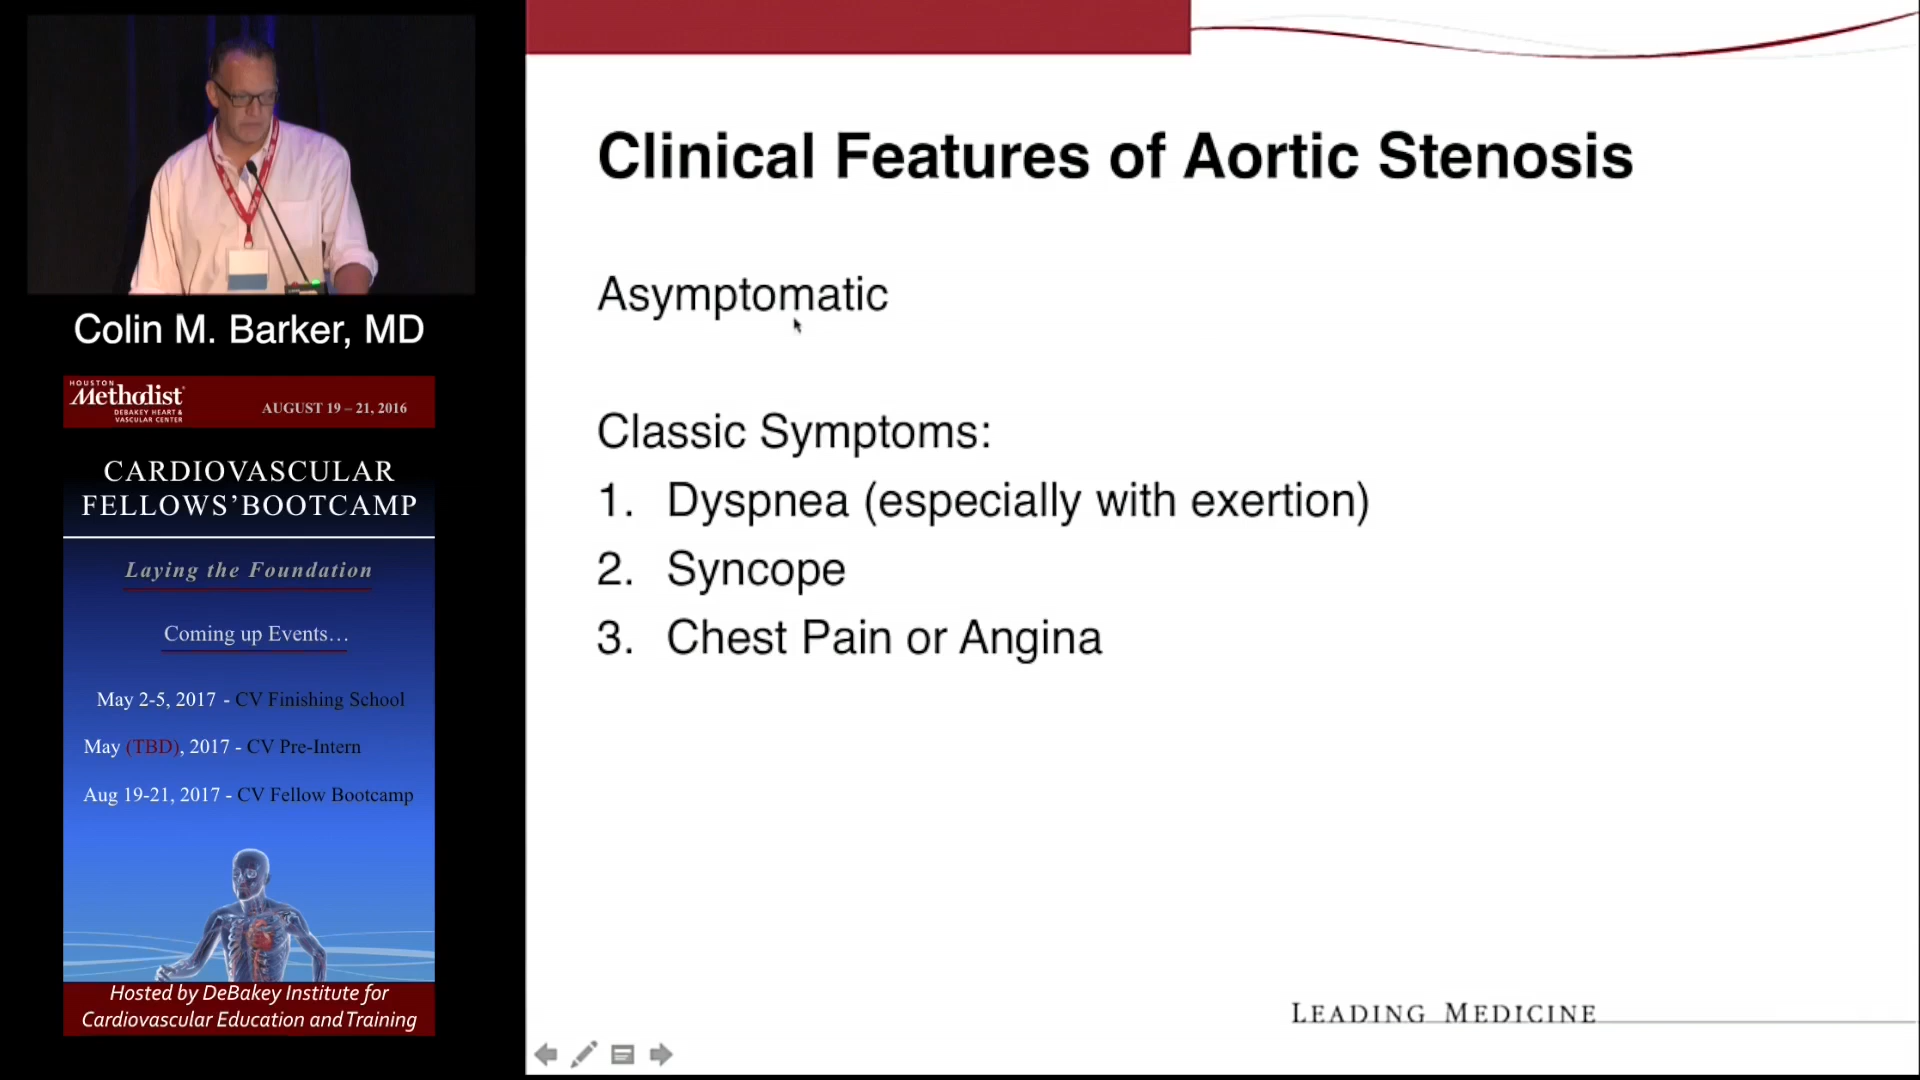 Colin M. Barker, MD
HOUSTON
Methodist
DEBAKEY HEART &
VASCULAR CENTER
AUGUST 19 – 21, 2016
CARDIOVASCULAR
FELLOWS’BOOTCAMP
Laying the Foundation
Coming up Events…
May 2-5, 2017 - CV Finishing School
May (TBD), 2017 - CV Pre-Intern
Aug 19-21, 2017 - CV Fellow Bootcamp
Hosted by DeBakey Institute for
Cardiovascular Education and Training
Clinical Features of Aortic Stenosis
Asymptomatic
Classic Symptoms:
1. Dyspnea (especially with exertion)
2. Syncope
3. Chest Pain or Angina
LEADING MEDICINE